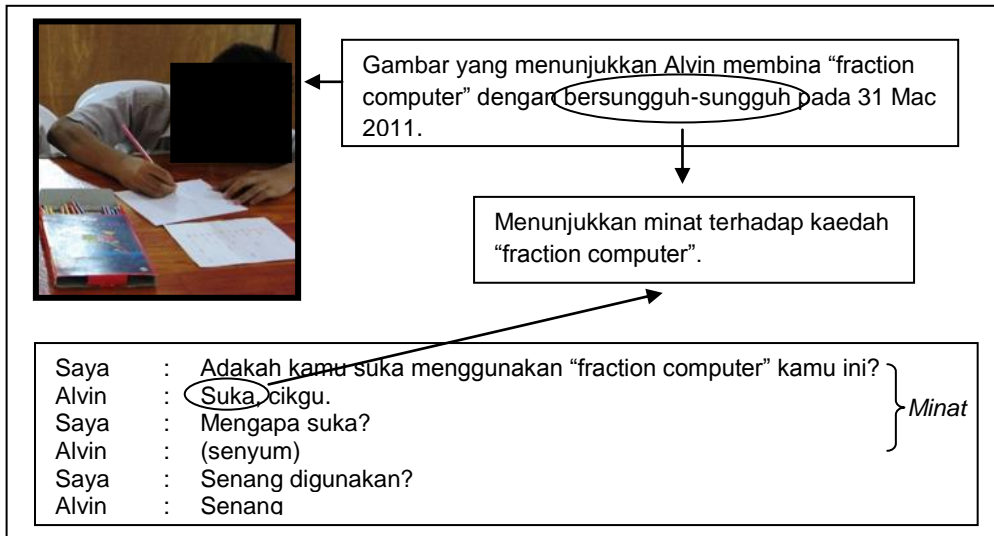 Gambar yang menunjukkan Alvin membina “fraction
computer” dengan bersungguh-sungguh pada 31 Mac
2011.
Menunjukkan minat terhadap kaedah
“fraction computer”.
Saya : Adakah kamu suka menggunakan “fraction computer” kamu ini?
Alvin : Suka, cikgu.
Saya : Mengapa suka?
Alvin : (senyum)
Saya : Senang digunakan?
Alvin : Senang
Minat